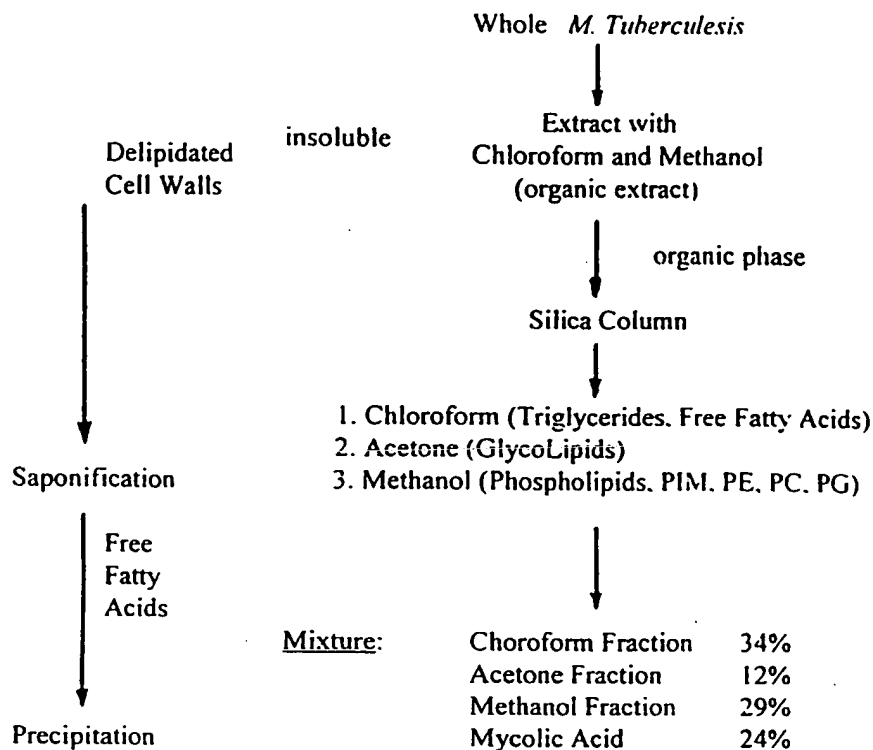 Whole M. Tuberculesis
Extract with
Chloroform and Methanol
(organic extract)
insoluble
Delipidated
Cell Walls
organic phase
Silica Column
1. Chloroform (Triglycerides. Free Fatty Acids)
2. Acetone (GlycoLipids)
3. Methanol (Phospholipids. PIM. PE. PC. PG)
Saponification
Free
Fatty
Acids
Mixture: Choroform Fraction 34%
Acetone Fraction 12%
Methanol Fraction 29%
Precipitation Mycolic Acid 24%